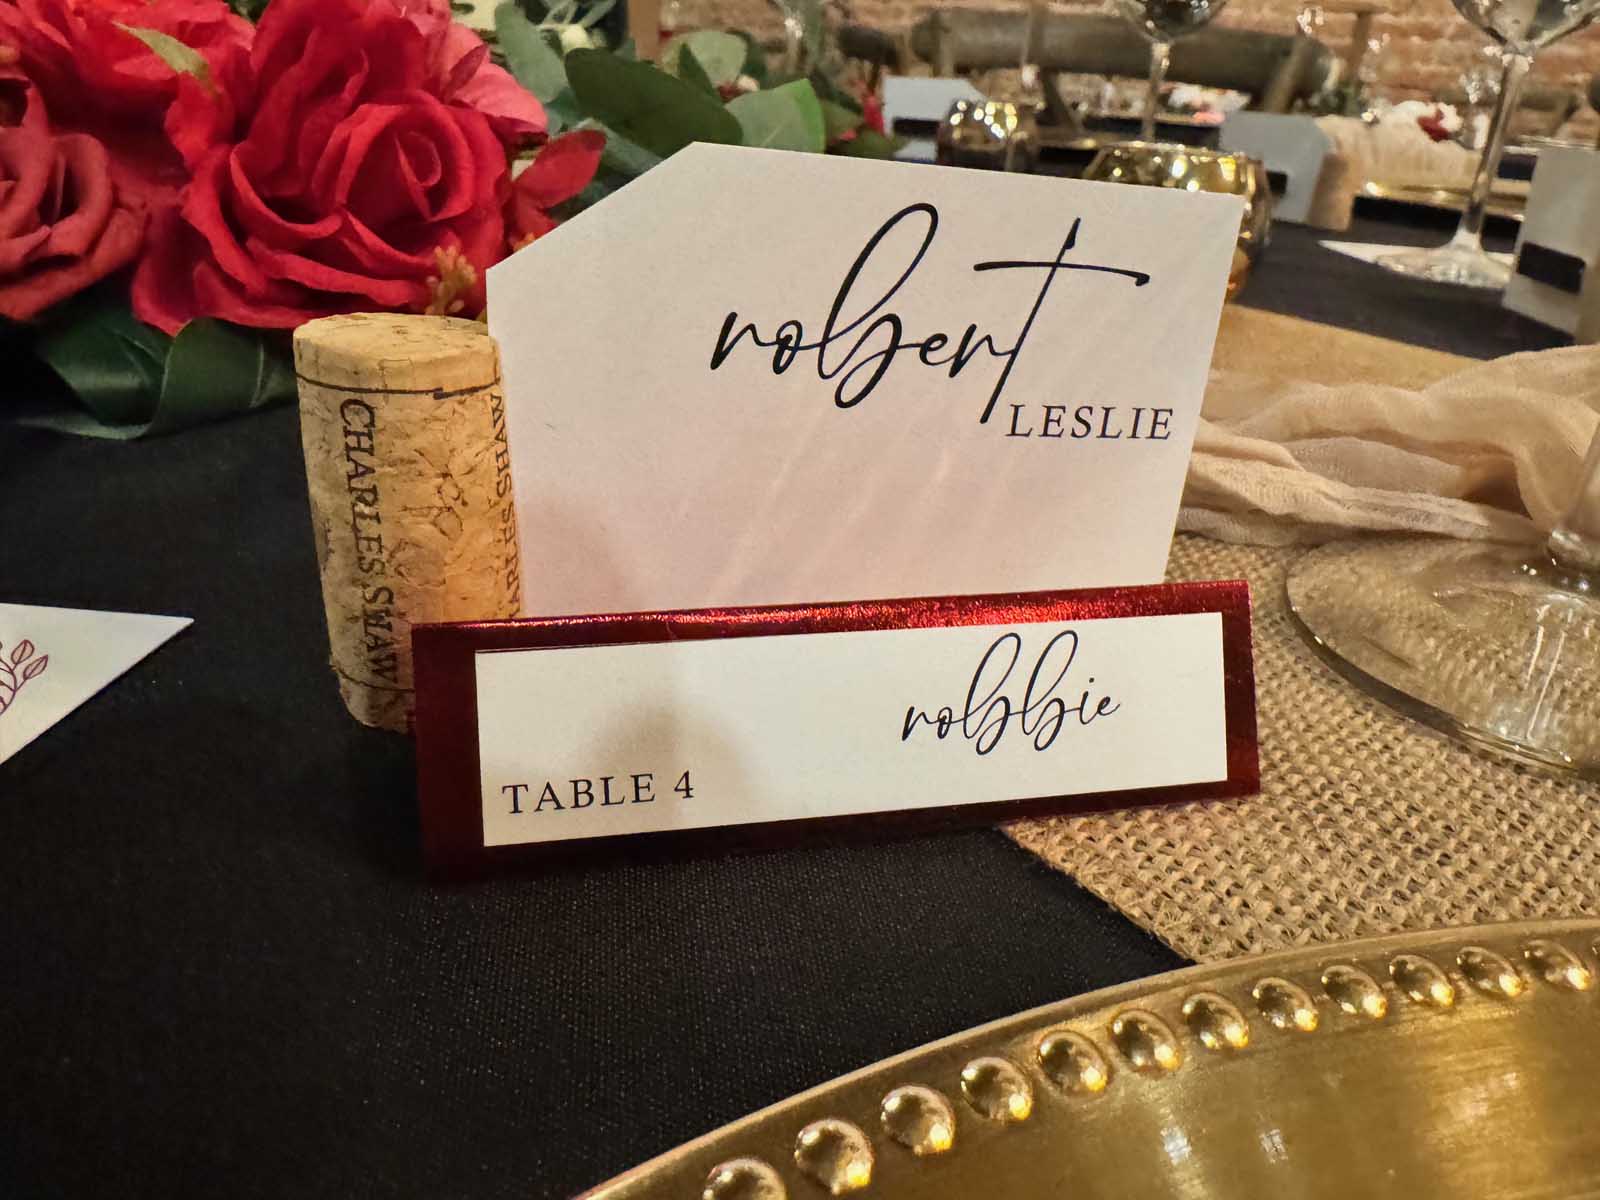 robert
LESLIE
CHARLES SHAW
CHARLES SHAW
robbie
TABLE 4